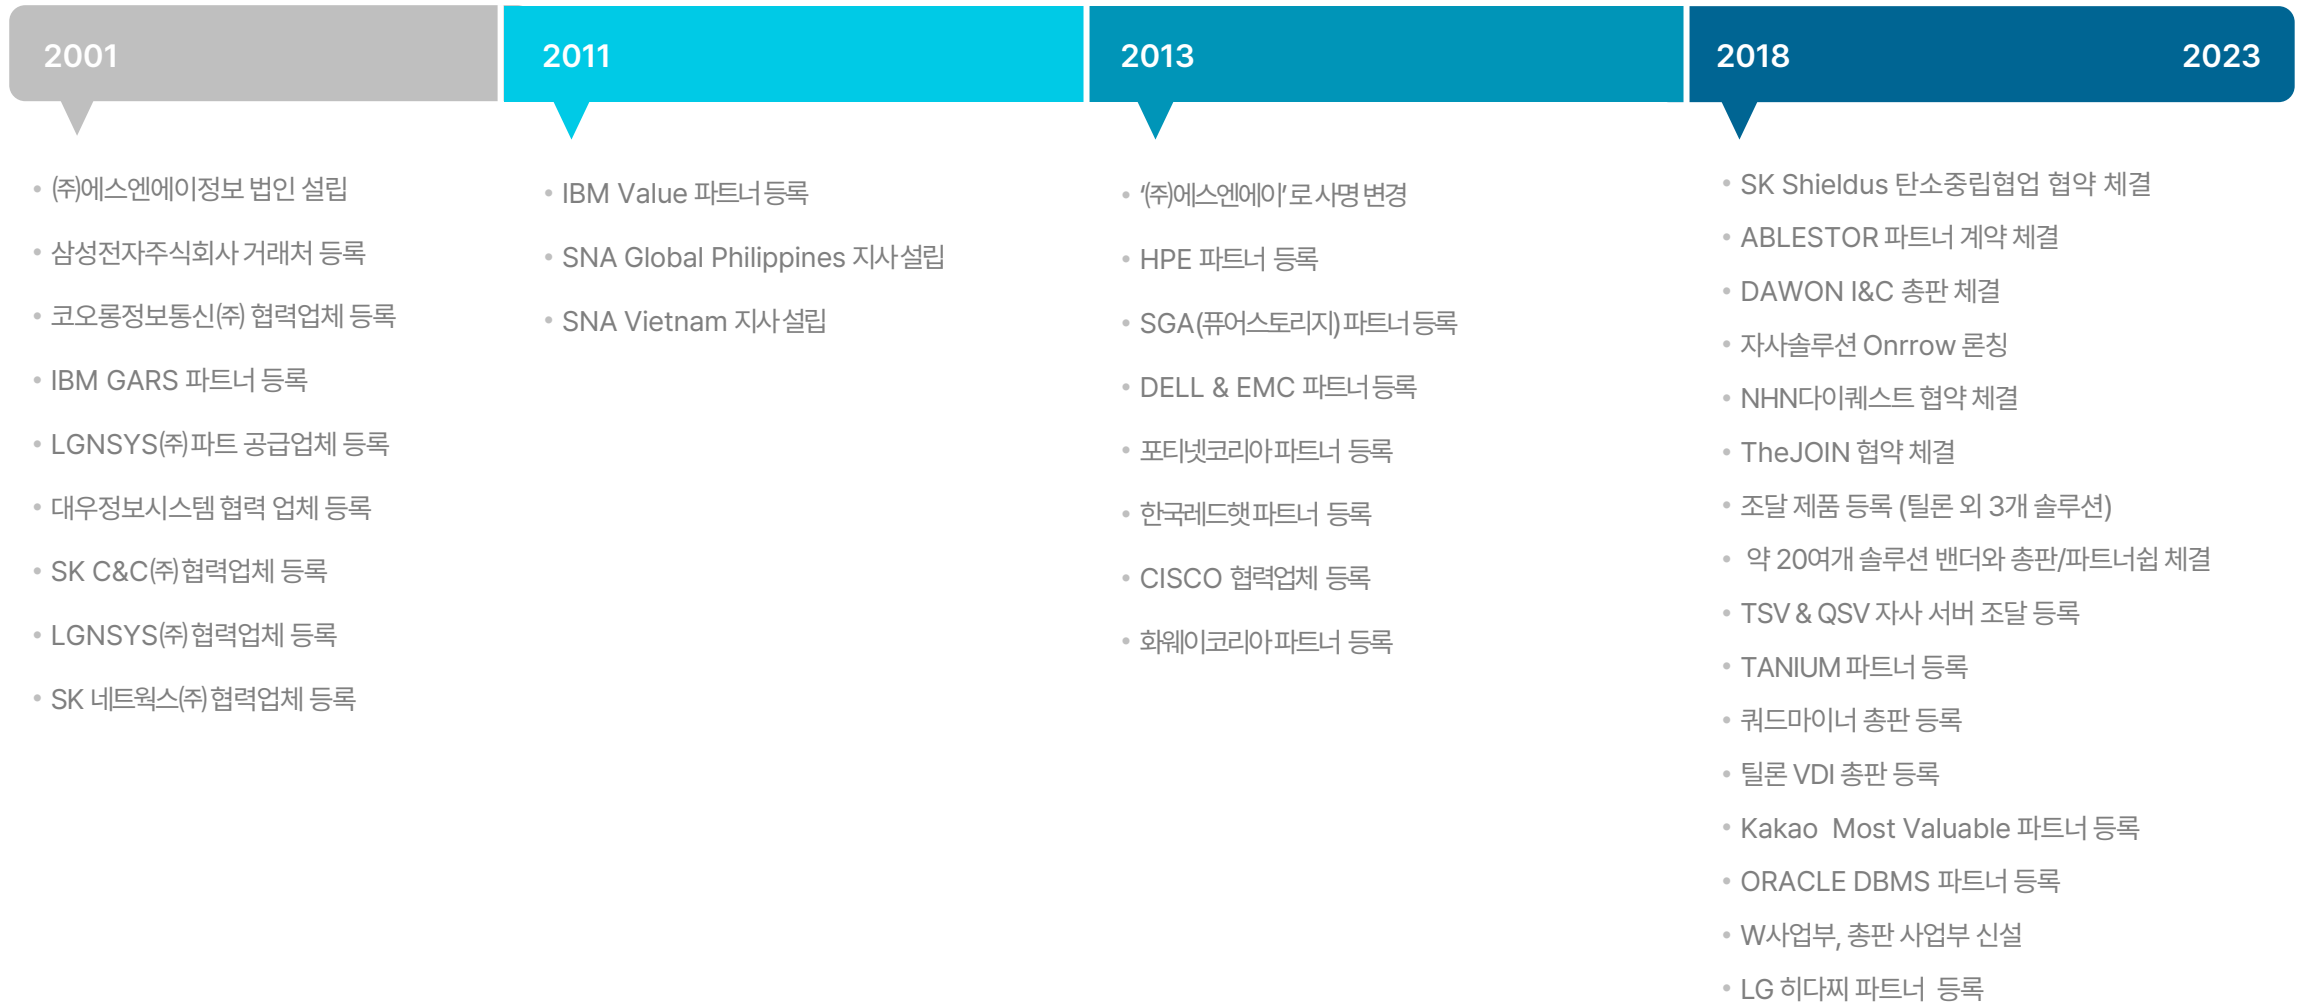 2001
㈜에스엔에이정보 법인 설립
삼성전자주식회사 거래처 등록
코오롱정보통신㈜ 협력업체 등록
IBM GARS 파트너 등록
LGNSYS㈜파트 공급업체 등록
대우정보시스템 협력 업체 등록
SK C&C㈜협력업체 등록
LGNSYS㈜협력업체 등록
SK 네트웍스㈜협력업체 등록
2011
IBM Value 파트너 등록
SNA Global Philippines 지사 설립
SNA Vietnam 지사 설립
2013
‘㈜에스엔에이’ 로 사명 변경
HPE 파트너 등록
SGA(퓨어스토리지) 파트너 등록
DELL & EMC 파트너 등록
포티넷코리아 파트너 등록
한국레드햇 파트너 등록
CISCO 협력업체 등록
화웨이코리아 파트너 등록
2018 2023
SK Shieldus 탄소중립협업 협약 체결
ABLESTOR 파트너 계약 체결
DAWON I&C 총판 체결
자사솔루션 Onrrow 론칭
NHN다이퀘스트 협약 체결
TheJOIN 협약 체결
조달 제품 등록 (틸론 외 3개 솔루션)
약 20여개 솔루션 밴더와 총판/파트너쉽 체결
TSV & QSV 자사 서버 조달 등록
TANIUM 파트너 등록
쿼드마이너 총판 등록
틸론 VDI 총판 등록
Kakao Most Valuable 파트너 등록
ORACLE DBMS 파트너 등록
W사업부, 총판 사업부 신설
LG 히다찌 파트너 등록